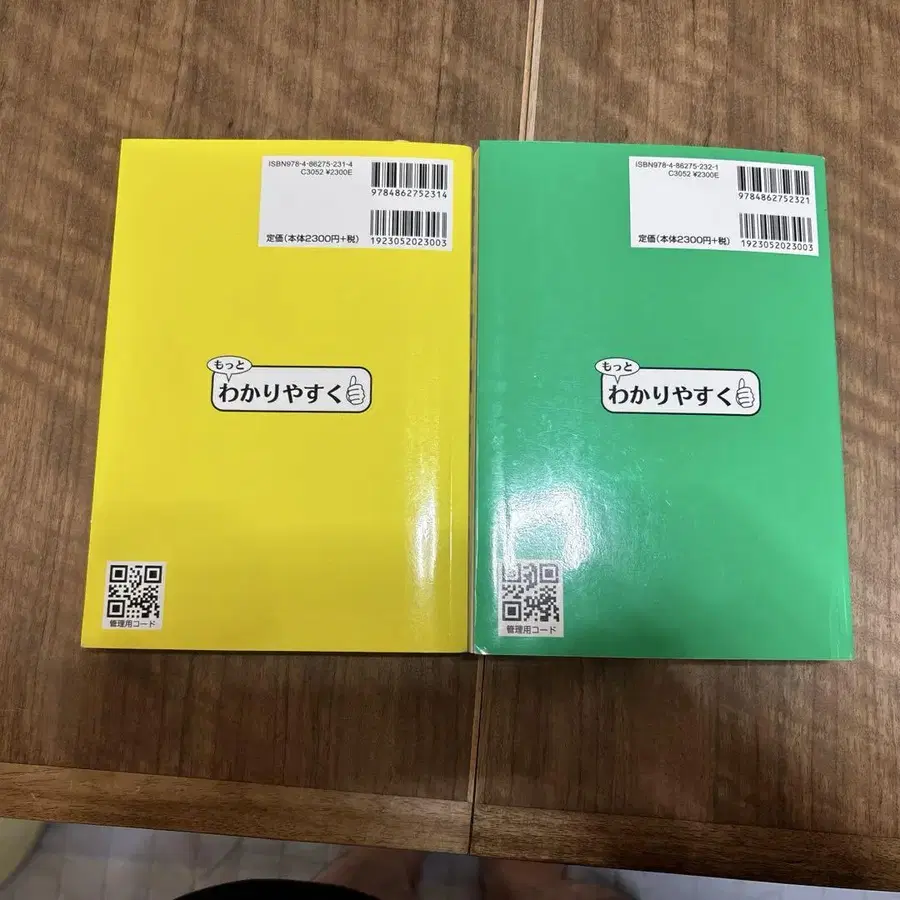 ISBN978-4-86275-231-4
C3052 ¥2300E
定価(本体2300円+税)
9784862752314
1923052023003
もっと
わかりやすく
管理用コード
ISBN978-4-86275-232-1
C3052 ¥2300E
定価(本体2300円+税)
9784862752321
1923052023003
もっと
わかりやすく
管理用コード